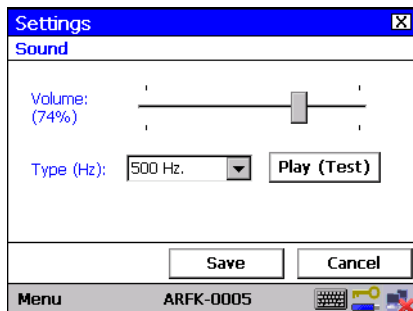 Settings
Sound
Volume:
(74%)
Type (Hz): 500 Hz. Play (Test)
Save Cancel
Menu ARFK-0005